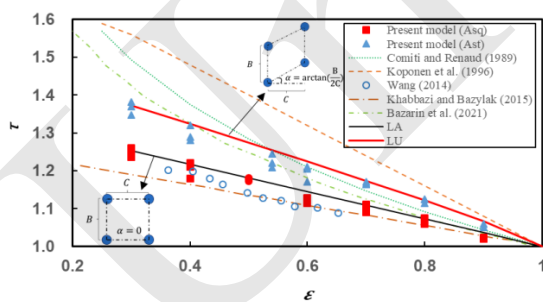 1.6
1.5
1.4
1.3
1.2
1.1
1.0
τ
0.2
0.4
0.6
0.8
1
ε
Present model (Asq)
Present model (Ast)
Comiti and Renaud (1989)
Koponen et al. (1996)
Wang (2014)
Khabbazi and Bazylak (2015)
Bazarin et al. (2021)
LA
LU
B
α = arctan(B/2C)
C
C
B
α = 0